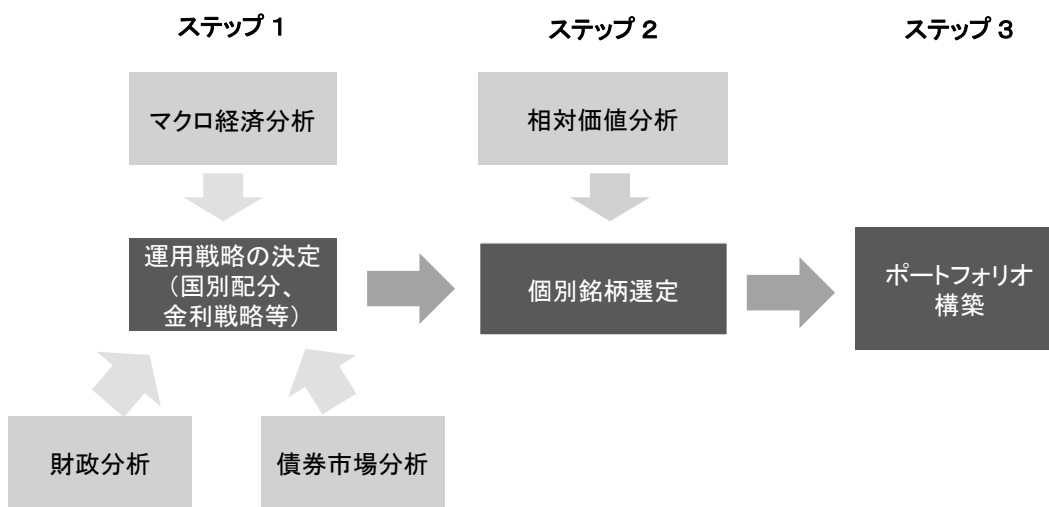 ステップ 1
ステップ 2
ステップ 3
マクロ経済分析
相対価値分析
運用戦略の決定
（国別配分、
金利戦略等）
個別銘柄選定
ポートフォリオ
構築
財政分析
債券市場分析